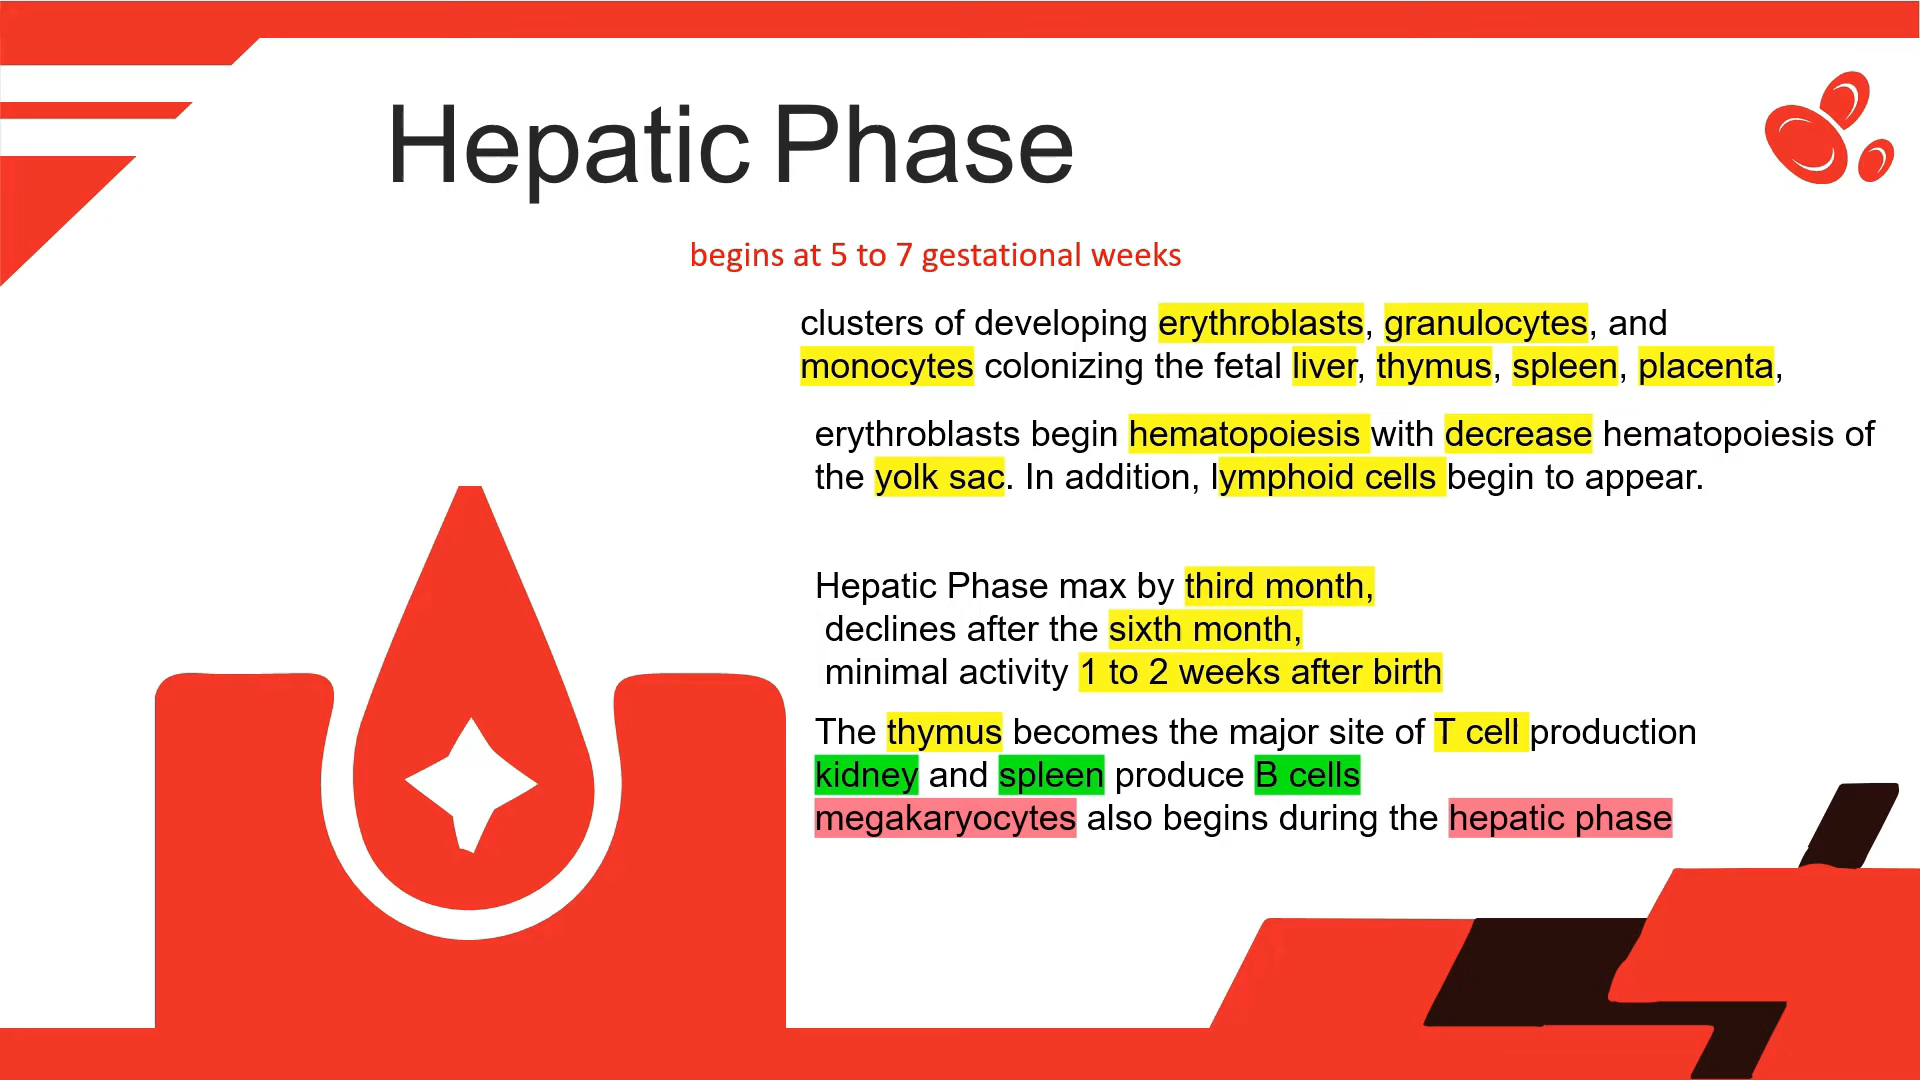 Hepatic Phase
begins at 5 to 7 gestational weeks
clusters of developing erythroblasts, granulocytes, and
monocytes colonizing the fetal liver, thymus, spleen, placenta,
erythroblasts begin hematopoiesis with decrease hematopoiesis of
the yolk sac. In addition, lymphoid cells begin to appear.
Hepatic Phase max by third month,
declines after the sixth month,
minimal activity 1 to 2 weeks after birth
The thymus becomes the major site of T cell production
kidney and spleen produce B cells
megakaryocytes also begins during the hepatic phase